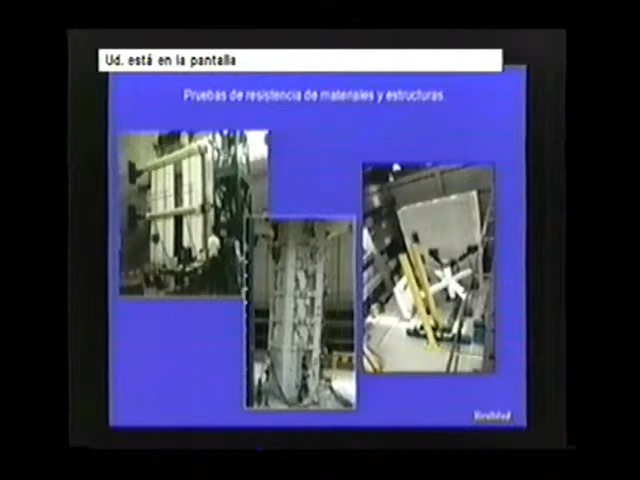 Ud. está en la pantalla
Pruebas de resistencia de materiales y estructuras